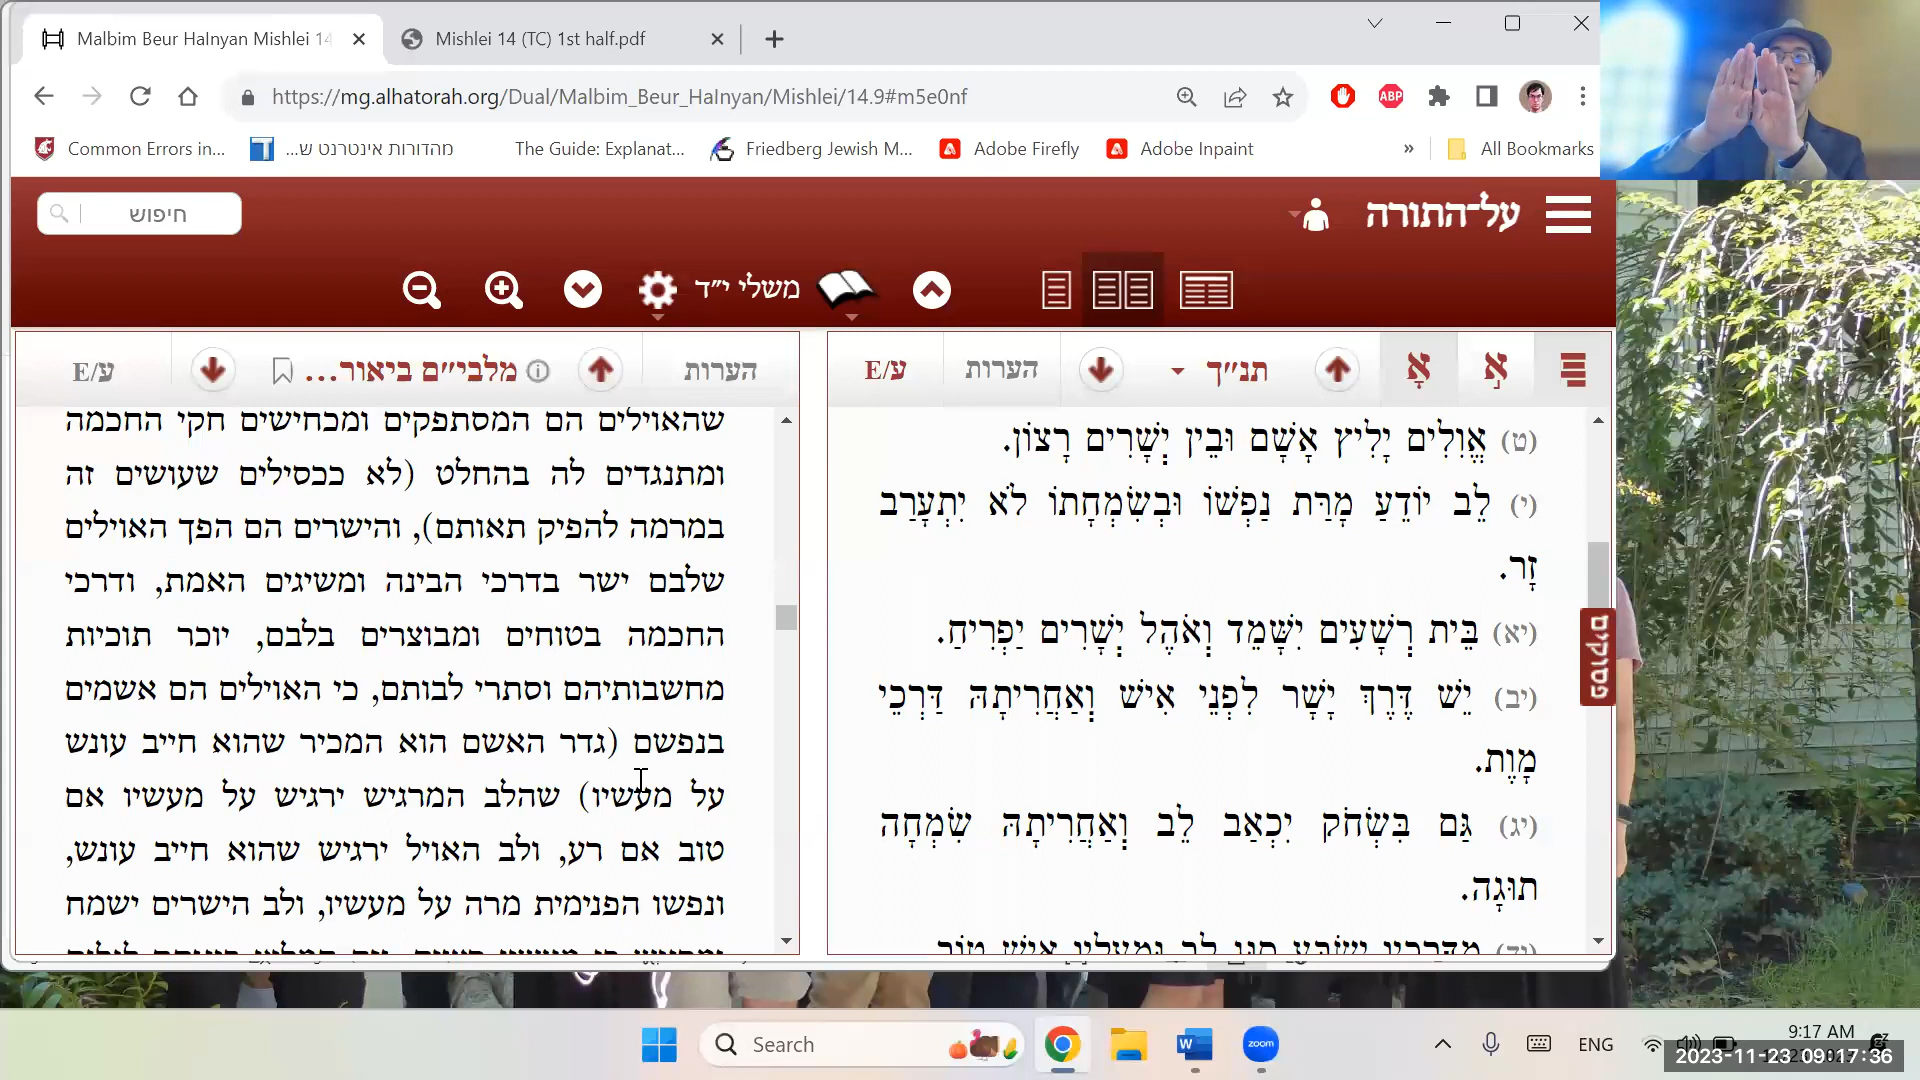 Malbim Beur HaInyan Mishlei 14
Mishlei 14 (TC) 1st half.pdf
https://mg.alhatorah.org/Dual/Malbim_Beur_HaInyan/Mishlei/14.9#m5e0nf
ABP
Common Errors in...
מהדורות אינטרנט ש...
The Guide: Explanat...
Friedberg Jewish M...
Adobe Firefly
Adobe Inpaint
»
All Bookmarks
חיפוש
על־התורה
משלי י״ד
הערות
מלבי״ם ביאור...
ע/E
תנ״ך
הערות
ע/E
(ט) אֱוִלִים יָלִיץ אָשָׁם וּבֵין יְשָׁרִים רָצוֹן.
(י) לֵב יוֹדֵעַ מָרַּת נַפְשׁוֹ וּבְשִׂמְחָתוֹ לֹא יִתְעָרַב
זָר.
(יא) בֵּית רְשָׁעִים יִשָּׁמֵד וְאֹהֶל יְשָׁרִים יַפְרִיחַ.
(יב) יֵשׁ דֶּרֶךְ יָשָׁר לִפְנֵי אִישׁ וְאַחֲרִיתָהּ דַּרְכֵי
מָוֶת.
(יג) גַּם בִּשְׂחֹק יִכְאַב לֵב וְאַחֲרִיתָהּ שִׂמְחָה
תוּגָה.
פסוקים
שהאוילים הם המסתפקים ומכחישים חקי החכמה
ומתנגדים לה בהחלט (לא ככסילים שעושים זה
במרמה להפיק תאותם), והישרים הם הפך האוילים
שלבם ישר בדרכי הבינה ומשיגים האמת, ודרכי
החכמה בטוחים ומבוצרים בלבם, יוכר תוכיות
מחשבותיהם וסתרי לבותם, כי האוילים הם אשמים
בנפשם (גדר האשם הוא המכיר שהוא חייב עונש
על מעשיו) שהלב המרגיש ירגיש על מעשיו אם
טוב אם רע, ולב האויל ירגיש שהוא חייב עונש,
ונפשו הפנימית מרה על מעשיו, ולב הישרים ישמח
Search
zoom
ENG
9:17 AM
2023-11-23 09:17:36